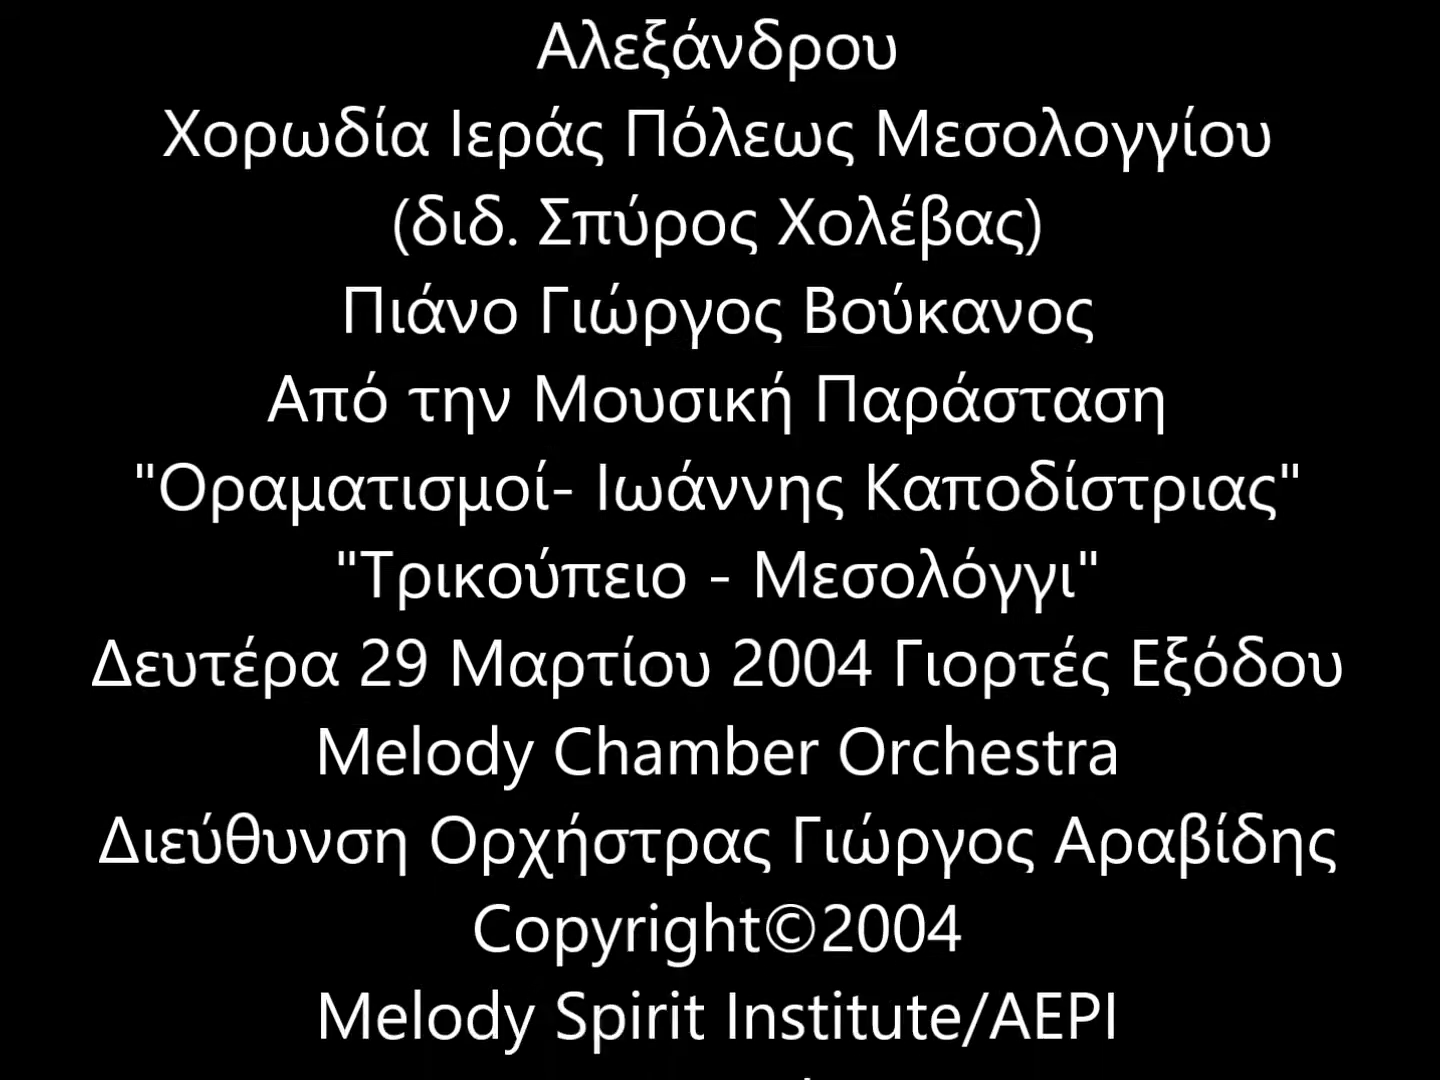 Αλεξάνδρου
Χορωδία Ιεράς Πόλεως Μεσολογγίου
(διδ. Σπύρος Χολέβας)
Πιάνο Γιώργος Βούκανος
Από την Μουσική Παράσταση
"Οραματισμοί- Ιωάννης Καποδίστριας"
"Τρικούπειο - Μεσολόγγι"
Δευτέρα 29 Μαρτίου 2004 Γιορτές Εξόδου
Melody Chamber Orchestra
Διεύθυνση Ορχήστρας Γιώργος Αραβίδης
Copyright©2004
Melody Spirit Institute/AEPI